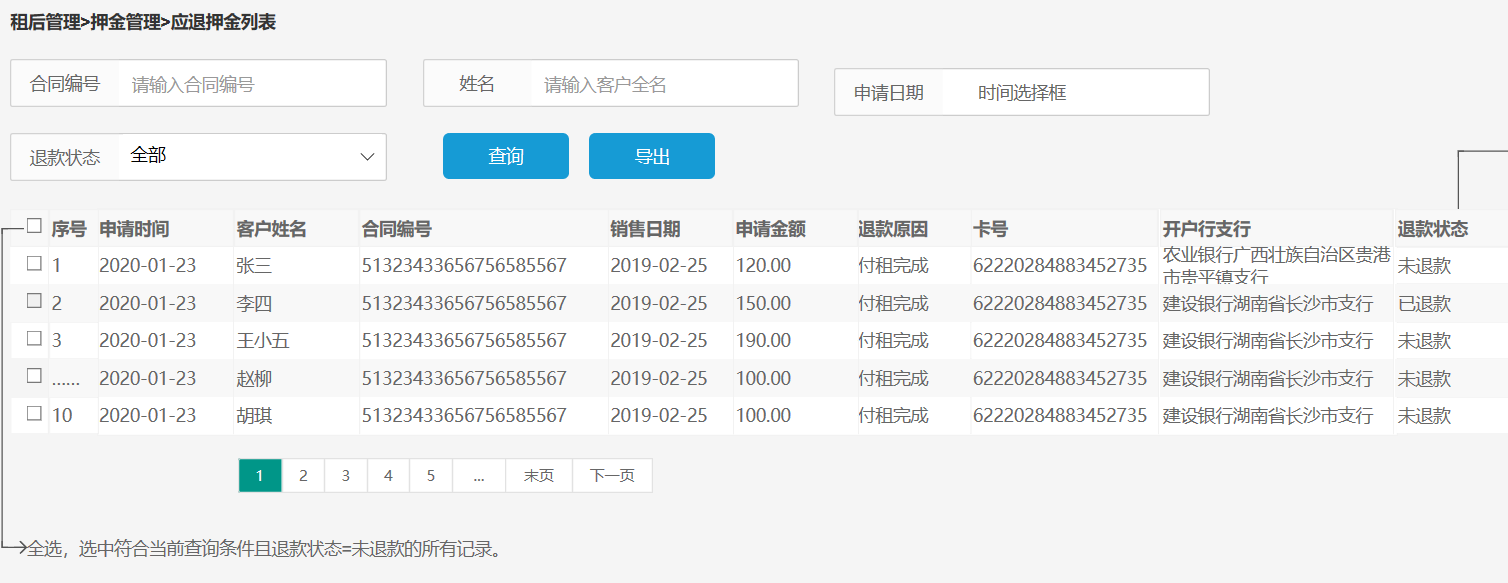 租后管理>押金管理>应退押金列表
合同编号 请输入合同编号 姓名 请输入客户全名 申请日期 时间选择框
退款状态 全部 查询 导出
序号 申请时间 客户姓名 合同编号 销售日期 申请金额 退款原因 卡号 开户行支行 退款状态
1 2020-01-23 张三 51323433656756585567 2019-02-25 120.00 付租完成 62220284883452735 农业银行广西壮族自治区贵港 未退款
市贵平镇支行
2 2020-01-23 李四 51323433656756585567 2019-02-25 150.00 付租完成 62220284883452735 建设银行湖南省长沙市支行 已退款
3 2020-01-23 王小五 51323433656756585567 2019-02-25 190.00 付租完成 62220284883452735 建设银行湖南省长沙市支行 未退款
...... 2020-01-23 赵柳 51323433656756585567 2019-02-25 100.00 付租完成 62220284883452735 建设银行湖南省长沙市支行 未退款
10 2020-01-23 胡琪 51323433656756585567 2019-02-25 100.00 付租完成 62220284883452735 建设银行湖南省长沙市支行 未退款
1 2 3 4 5 ... 末页 下一页
全选，选中符合当前查询条件且退款状态=未退款的所有记录。